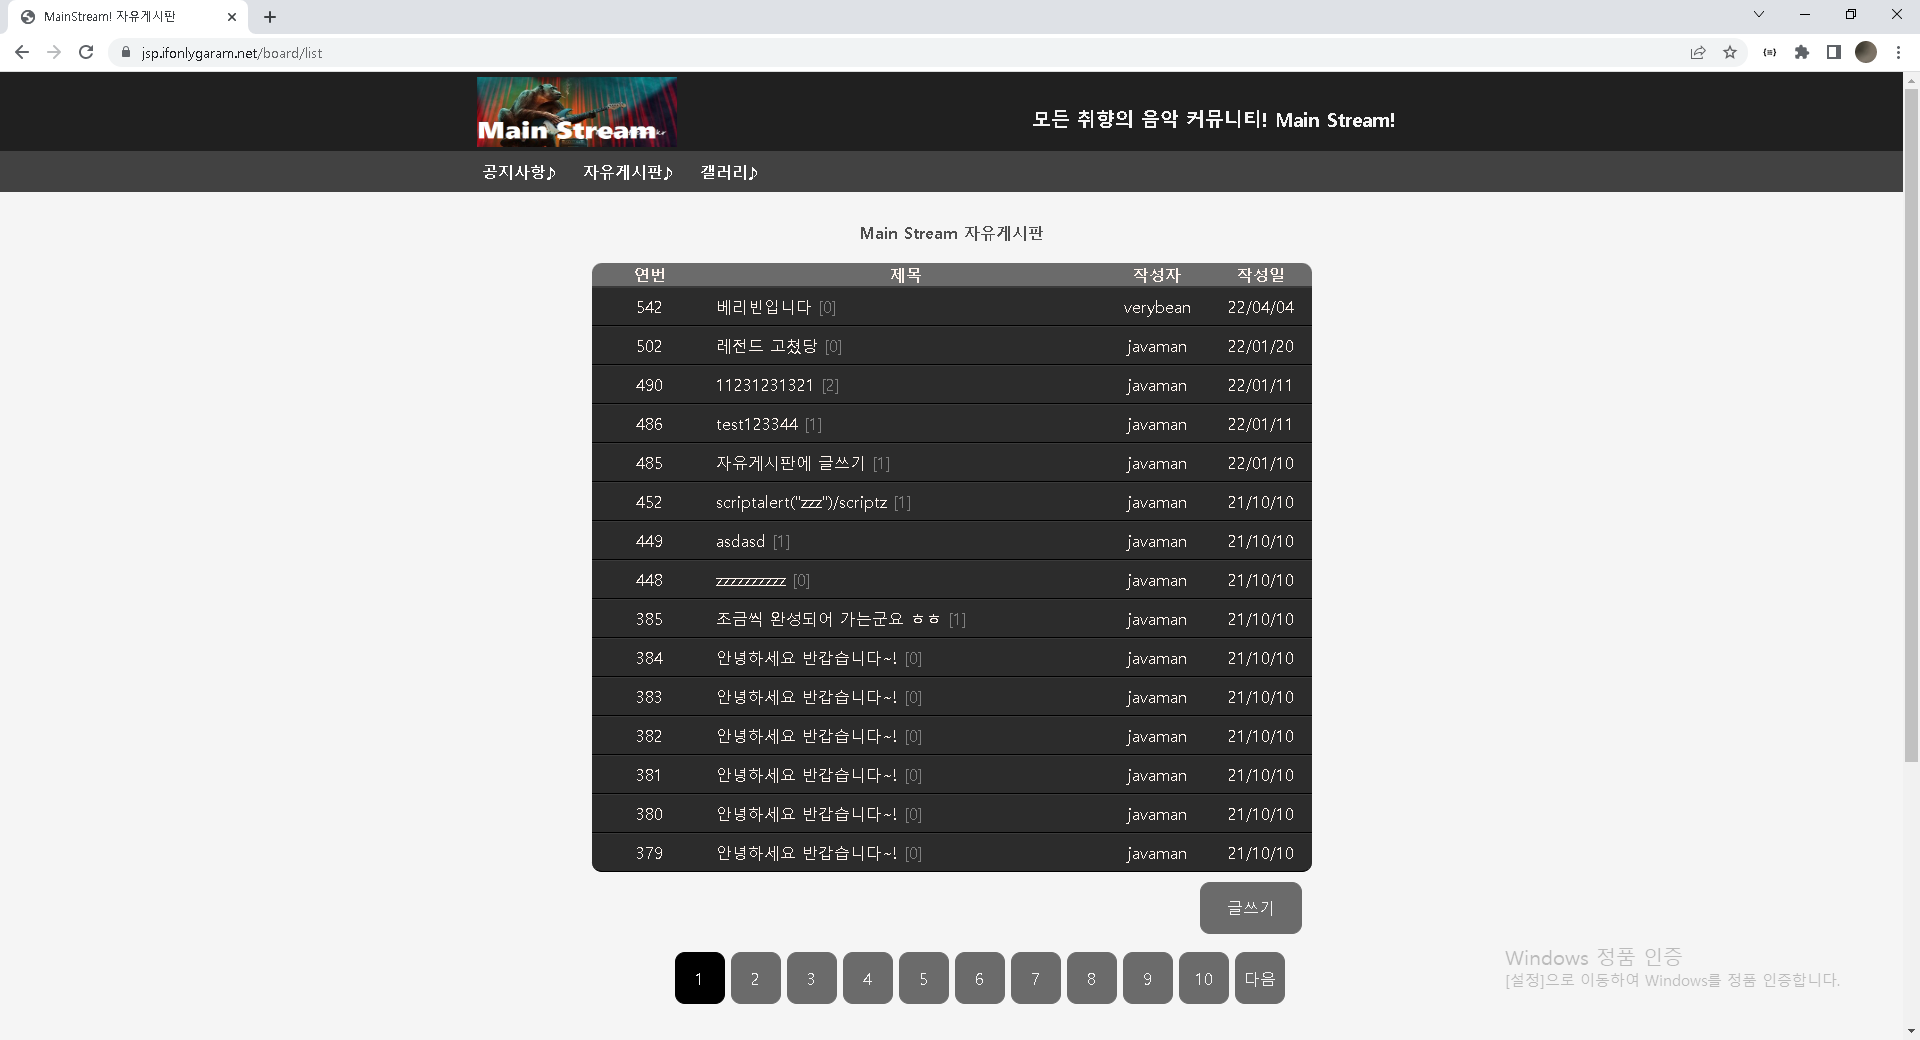 MainStream! 자유게시판
jsp.ifonlygaram.net/board/list
Main Stream.kr
모든 취향의 음악 커뮤니티! Main Stream!
공지사항♪ 자유게시판♪ 갤러리♪
Main Stream 자유게시판
연번 제목 작성자 작성일
542 베리빈입니다 [0] verybean 22/04/04
502 레전드 고쳤당 [0] javaman 22/01/20
490 11231231321 [2] javaman 22/01/11
486 test123344 [1] javaman 22/01/11
485 자유게시판에 글쓰기 [1] javaman 22/01/10
452 scriptalert("zzz")/scriptz [1] javaman 21/10/10
449 asdasd [1] javaman 21/10/10
448 zzzzzzzzzz [0] javaman 21/10/10
385 조금씩 완성되어 가는군요 ㅎㅎ [1] javaman 21/10/10
384 안녕하세요 반갑습니다~! [0] javaman 21/10/10
383 안녕하세요 반갑습니다~! [0] javaman 21/10/10
382 안녕하세요 반갑습니다~! [0] javaman 21/10/10
381 안녕하세요 반갑습니다~! [0] javaman 21/10/10
380 안녕하세요 반갑습니다~! [0] javaman 21/10/10
379 안녕하세요 반갑습니다~! [0] javaman 21/10/10
글쓰기
1 2 3 4 5 6 7 8 9 10 다음
Windows 정품 인증
[설정]으로 이동하여 Windows를 정품 인증합니다.